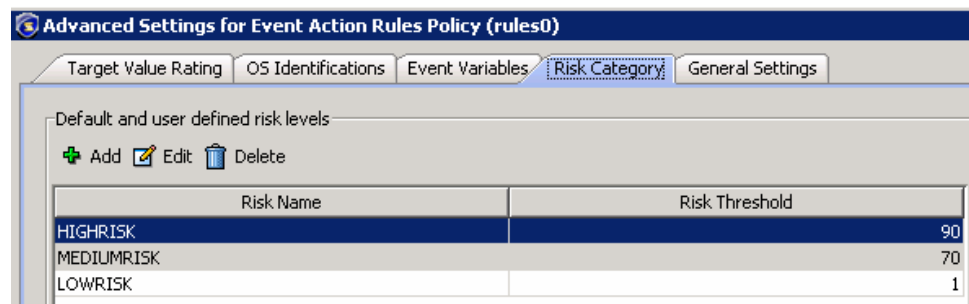 Advanced Settings for Event Action Rules Policy (rules0)
Target Value Rating OS Identifications Event Variables Risk Category General Settings
Default and user defined risk levels
Add Edit Delete
Risk Name Risk Threshold
HIGHRISK 90
MEDIUMRISK 70
LOWRISK 1